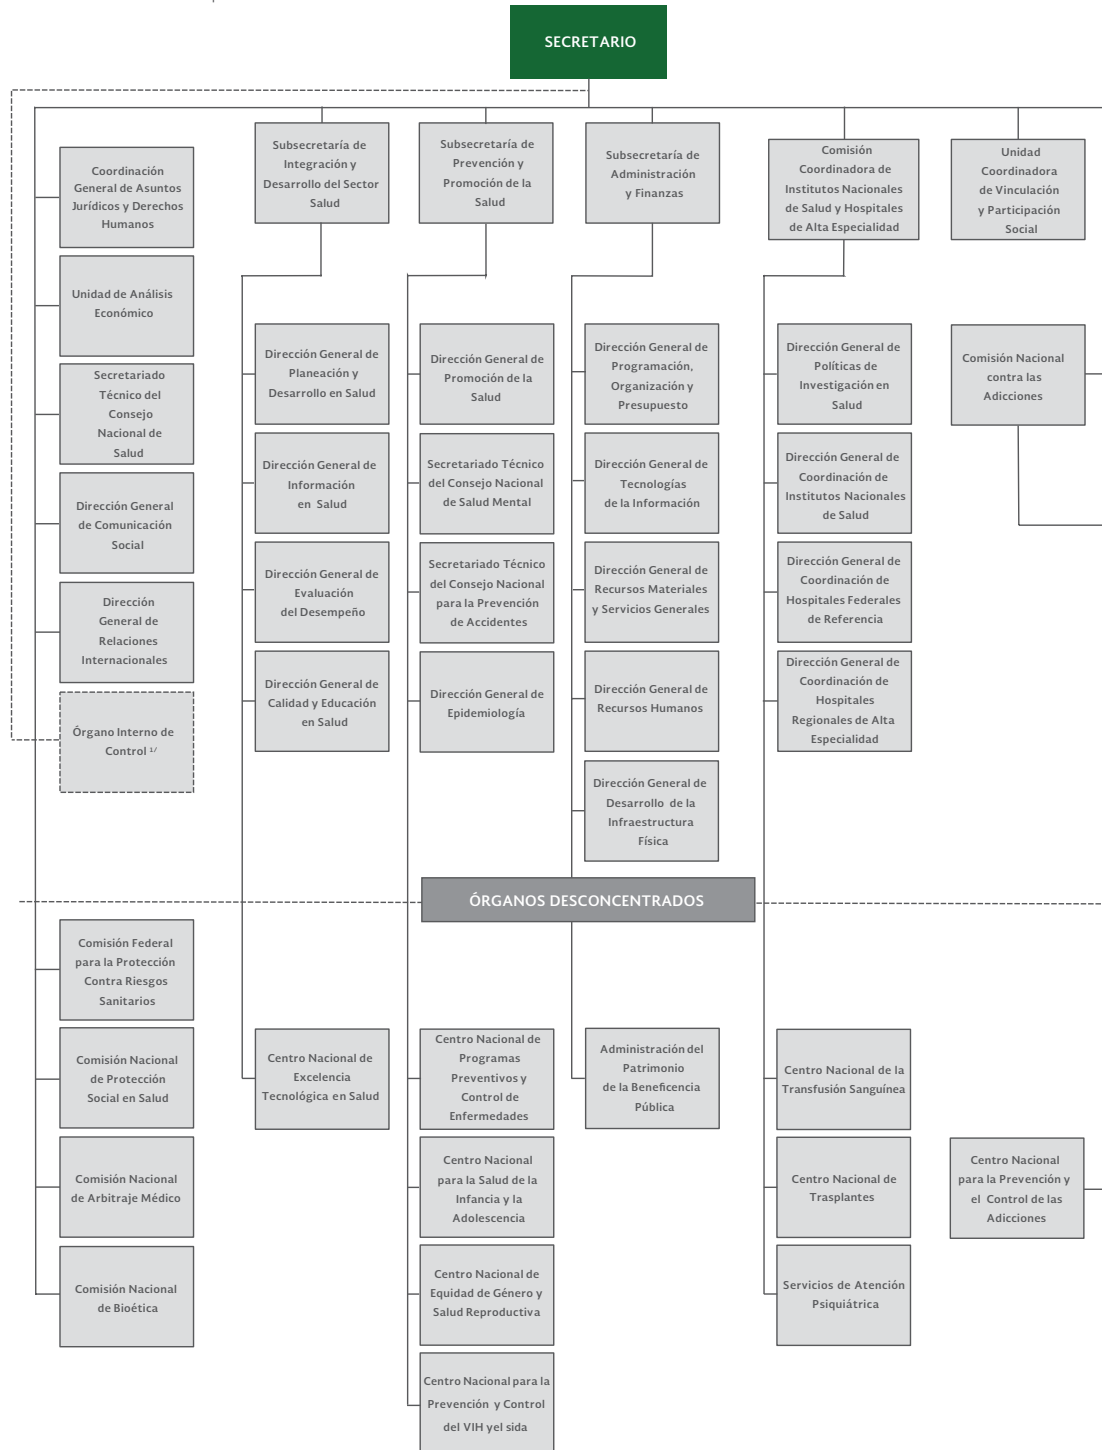 SECRETARIO
Coordinación
General de Asuntos
Jurídicos y Derechos
Humanos
Subsecretaría de
Integración y
Desarrollo del Sector
Salud
Subsecretaría de
Prevención y
Promoción de la
Salud
Subsecretaría de
Administración
y Finanzas
Comisión
Coordinadora de
Institutos Nacionales
de Salud y Hospitales
de Alta Especialidad
Unidad
Coordinadora
de Vinculación
y Participación
Social
Unidad de Análisis
Económico
Secretariado
Técnico del
Consejo
Nacional de
Salud
Dirección General
de Comunicación
Social
Dirección
General de
Relaciones
Internacionales
Órgano Interno de
Control 1/
Dirección General de
Planeación y
Desarrollo en Salud
Dirección General de
Información
en Salud
Dirección General de
Evaluación
del Desempeño
Dirección General de
Calidad y Educación
en Salud
Dirección General de
Promoción de la
Salud
Secretariado Técnico
del Consejo Nacional
de Salud Mental
Secretariado Técnico
del Consejo Nacional
para la Prevención
de Accidentes
Dirección General de
Epidemiología
Dirección General de
Programación,
Organización y
Presupuesto
Dirección General de
Tecnologías
de la Información
Dirección General de
Recursos Materiales
y Servicios Generales
Dirección General de
Recursos Humanos
Dirección General de
Desarrollo de la
Infraestructura
Física
Dirección General de
Políticas de
Investigación en
Salud
Dirección General de
Coordinación de
Institutos Nacionales
de Salud
Dirección General de
Coordinación de
Hospitales Federales
de Referencia
Dirección General de
Coordinación de
Hospitales
Regionales de Alta
Especialidad
Comisión Nacional
contra las
Adicciones
ÓRGANOS DESCONCENTRADOS
Comisión Federal
para la Protección
Contra Riesgos
Sanitarios
Comisión Nacional
de Protección
Social en Salud
Comisión Nacional
de Arbitraje Médico
Comisión Nacional
de Bioética
Centro Nacional de
Excelencia
Tecnológica en Salud
Centro Nacional de
Programas
Preventivos y
Control de
Enfermedades
Centro Nacional
para la Salud de la
Infancia y la
Adolescencia
Centro Nacional de
Equidad de Género y
Salud Reproductiva
Centro Nacional para la
Prevención y Control
del VIH yel sida
Administración del
Patrimonio
de la Beneficencia
Pública
Centro Nacional de la
Transfusión Sanguínea
Centro Nacional de
Trasplantes
Servicios de Atención
Psiquiátrica
Centro Nacional
para la Prevención y
el Control de las
Adicciones